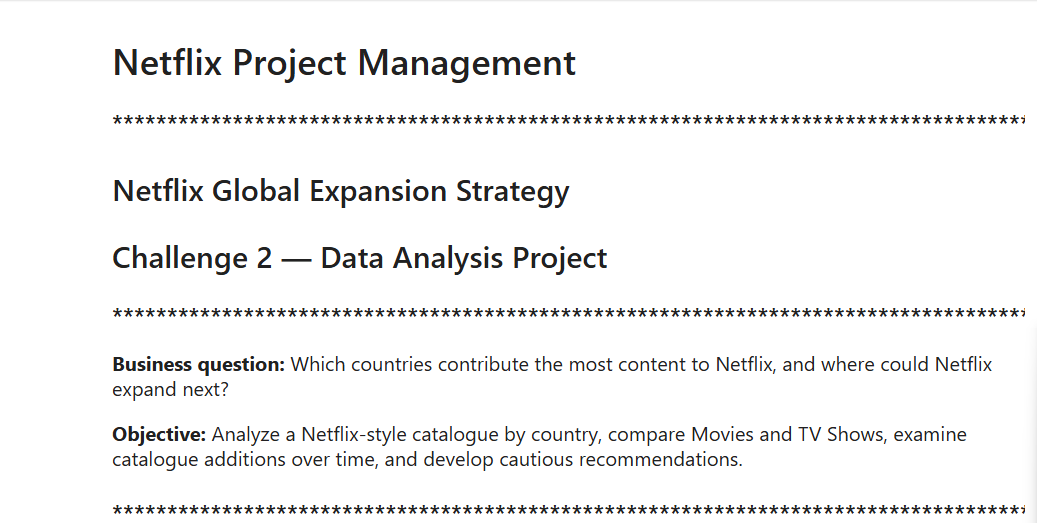 Netflix Project Management
************************************************************************************
Netflix Global Expansion Strategy
Challenge 2 — Data Analysis Project
************************************************************************************
Business question: Which countries contribute the most content to Netflix, and where could Netflix
expand next?
Objective: Analyze a Netflix-style catalogue by country, compare Movies and TV Shows, examine
catalogue additions over time, and develop cautious recommendations.
************************************************************************************